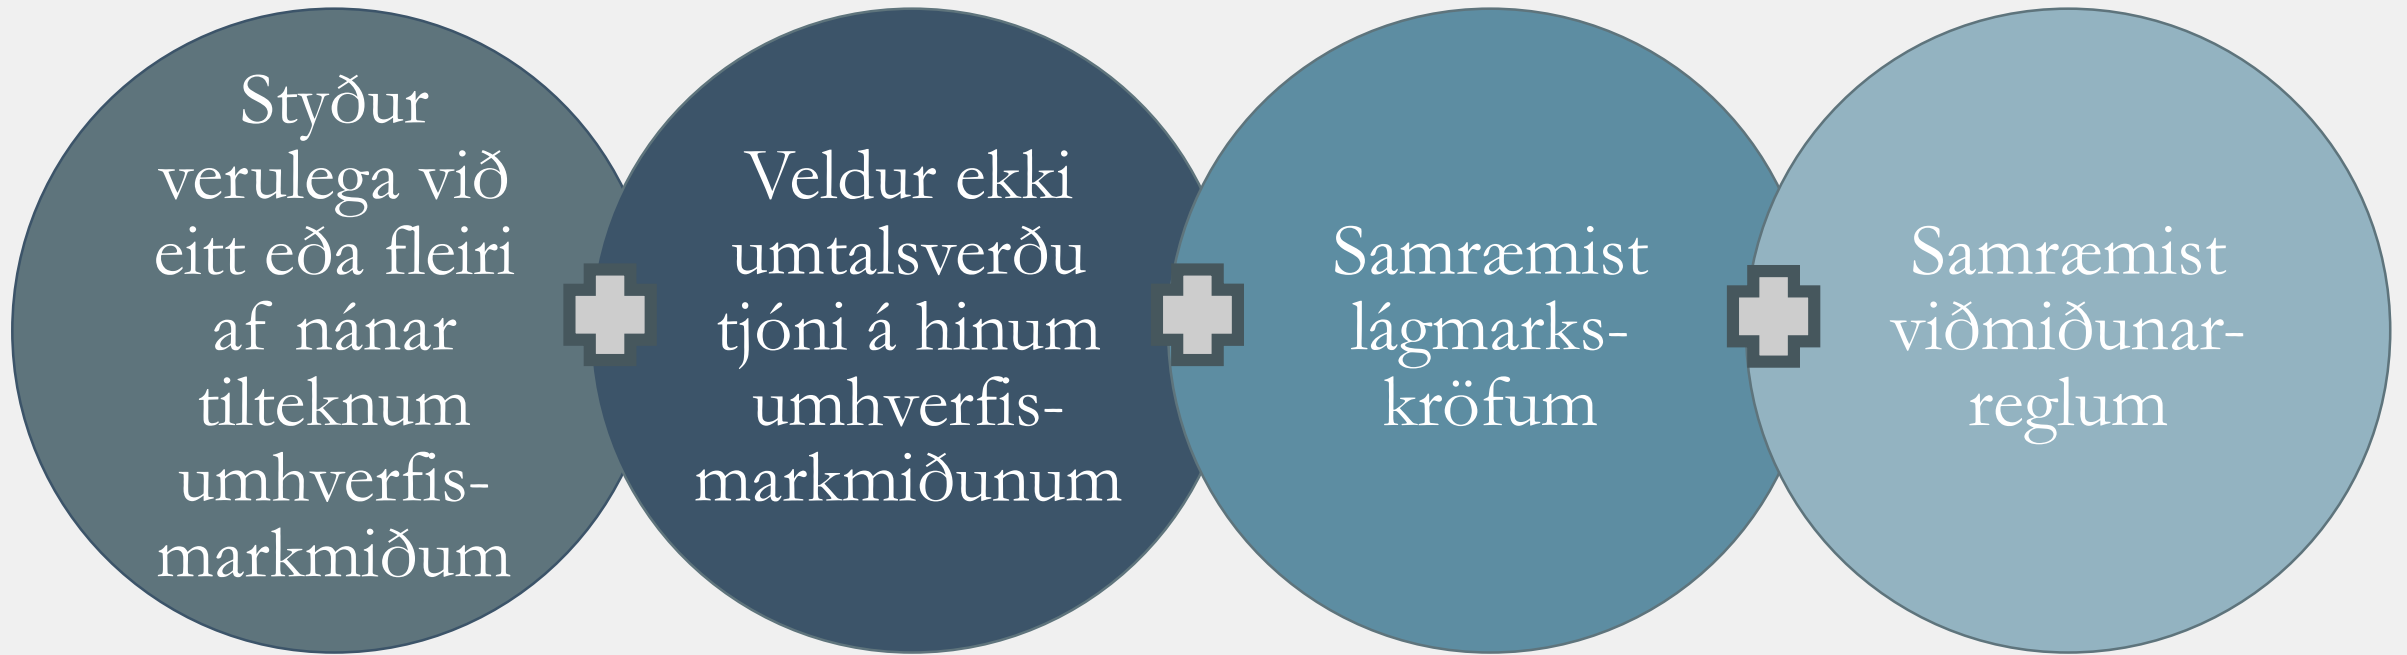 Styður
verulega við
eitt eða fleiri
af nánar
tilteknum
umhverfis-
markmiðum
Veldur ekki
umtalsverðu
tjóni á hinum
umhverfis-
markmiðunum
Samræmist
lágmarks-
kröfum
Samræmist
viðmiðunar-
reglum